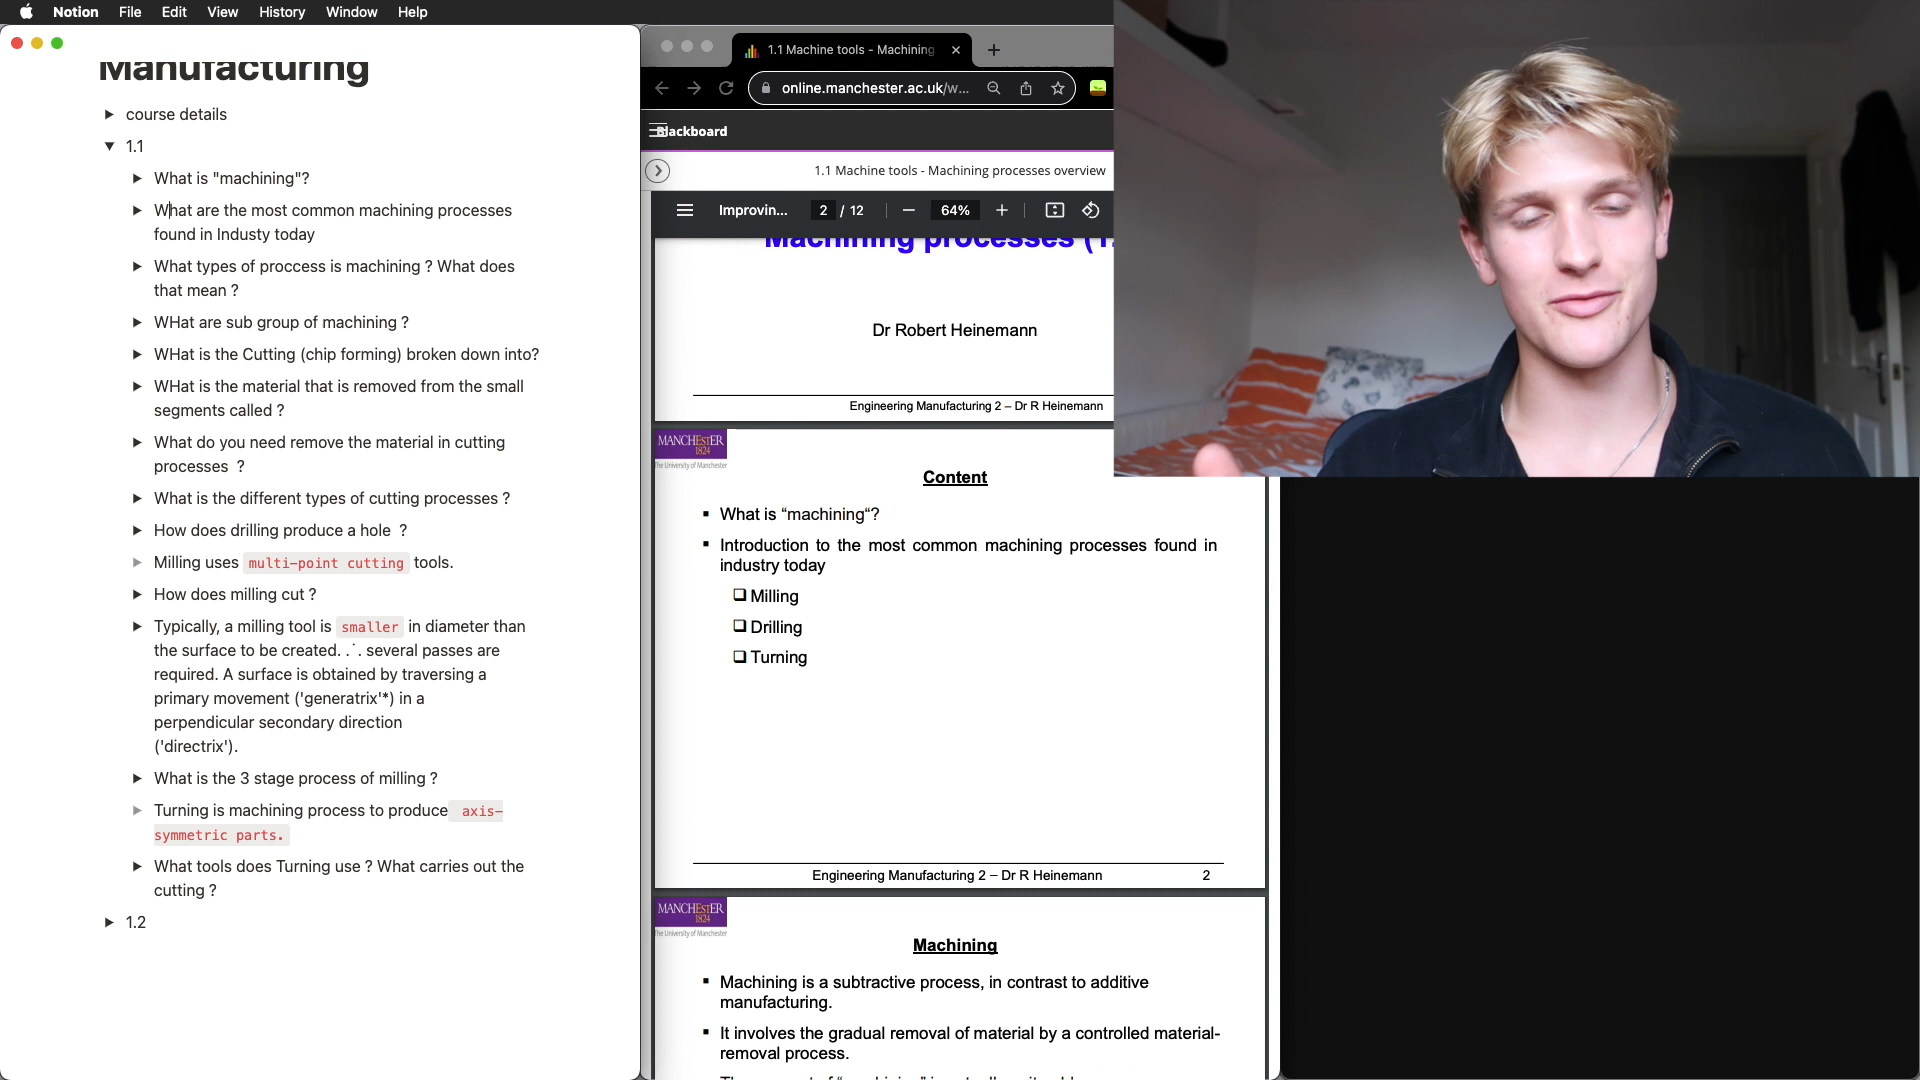 Notion File Edit View History Window Help
Manufacturing
course details
1.1
What is "machining"?
What are the most common machining processes
found in Industy today
What types of proccess is machining ? What does
that mean ?
WHat are sub group of machining ?
WHat is the Cutting (chip forming) broken down into?
WHat is the material that is removed from the small
segments called ?
What do you need remove the material in cutting
processes ?
What is the different types of cutting processes ?
How does drilling produce a hole ?
Milling uses multi-point cutting tools.
How does milling cut ?
Typically, a milling tool is smaller in diameter than
the surface to be created. .˙. several passes are
required. A surface is obtained by traversing a
primary movement ('generatrix'*) in a
perpendicular secondary direction
('directrix').
What is the 3 stage process of milling ?
Turning is machining process to produce axis-
symmetric parts.
What tools does Turning use ? What carries out the
cutting ?
1.2
1.1 Machine tools - Machining
online.manchester.ac.uk/w...
Blackboard
1.1 Machine tools - Machining processes overview
Improvin... 2 / 12 64%
Machining processes (1.
Dr Robert Heinemann
Engineering Manufacturing 2 – Dr R Heinemann
MANCHESTER
1824
The University of Manchester
Content
What is “machining“?
Introduction to the most common machining processes found in
industry today
Milling
Drilling
Turning
Engineering Manufacturing 2 – Dr R Heinemann 2
MANCHESTER
1824
The University of Manchester
Machining
Machining is a subtractive process, in contrast to additive
manufacturing.
It involves the gradual removal of material by a controlled material-
removal process.